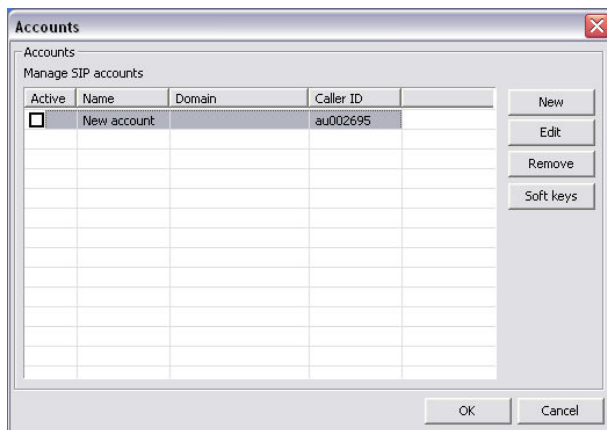 Accounts
Accounts
Manage SIP accounts
Active Name Domain Caller ID
New account au002695
New
Edit
Remove
Soft keys
OK Cancel